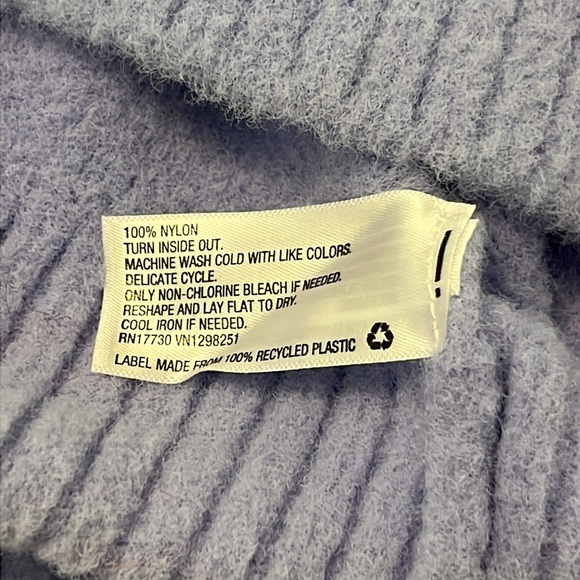 100% NYLON
TURN INSIDE OUT.
MACHINE WASH COLD WITH LIKE COLORS.
DELICATE CYCLE.
ONLY NON-CHLORINE BLEACH IF NEEDED.
RESHAPE AND LAY FLAT TO DRY.
COOL IRON IF NEEDED.
RN17730 VN1298251
LABEL MADE FROM 100% RECYCLED PLASTIC